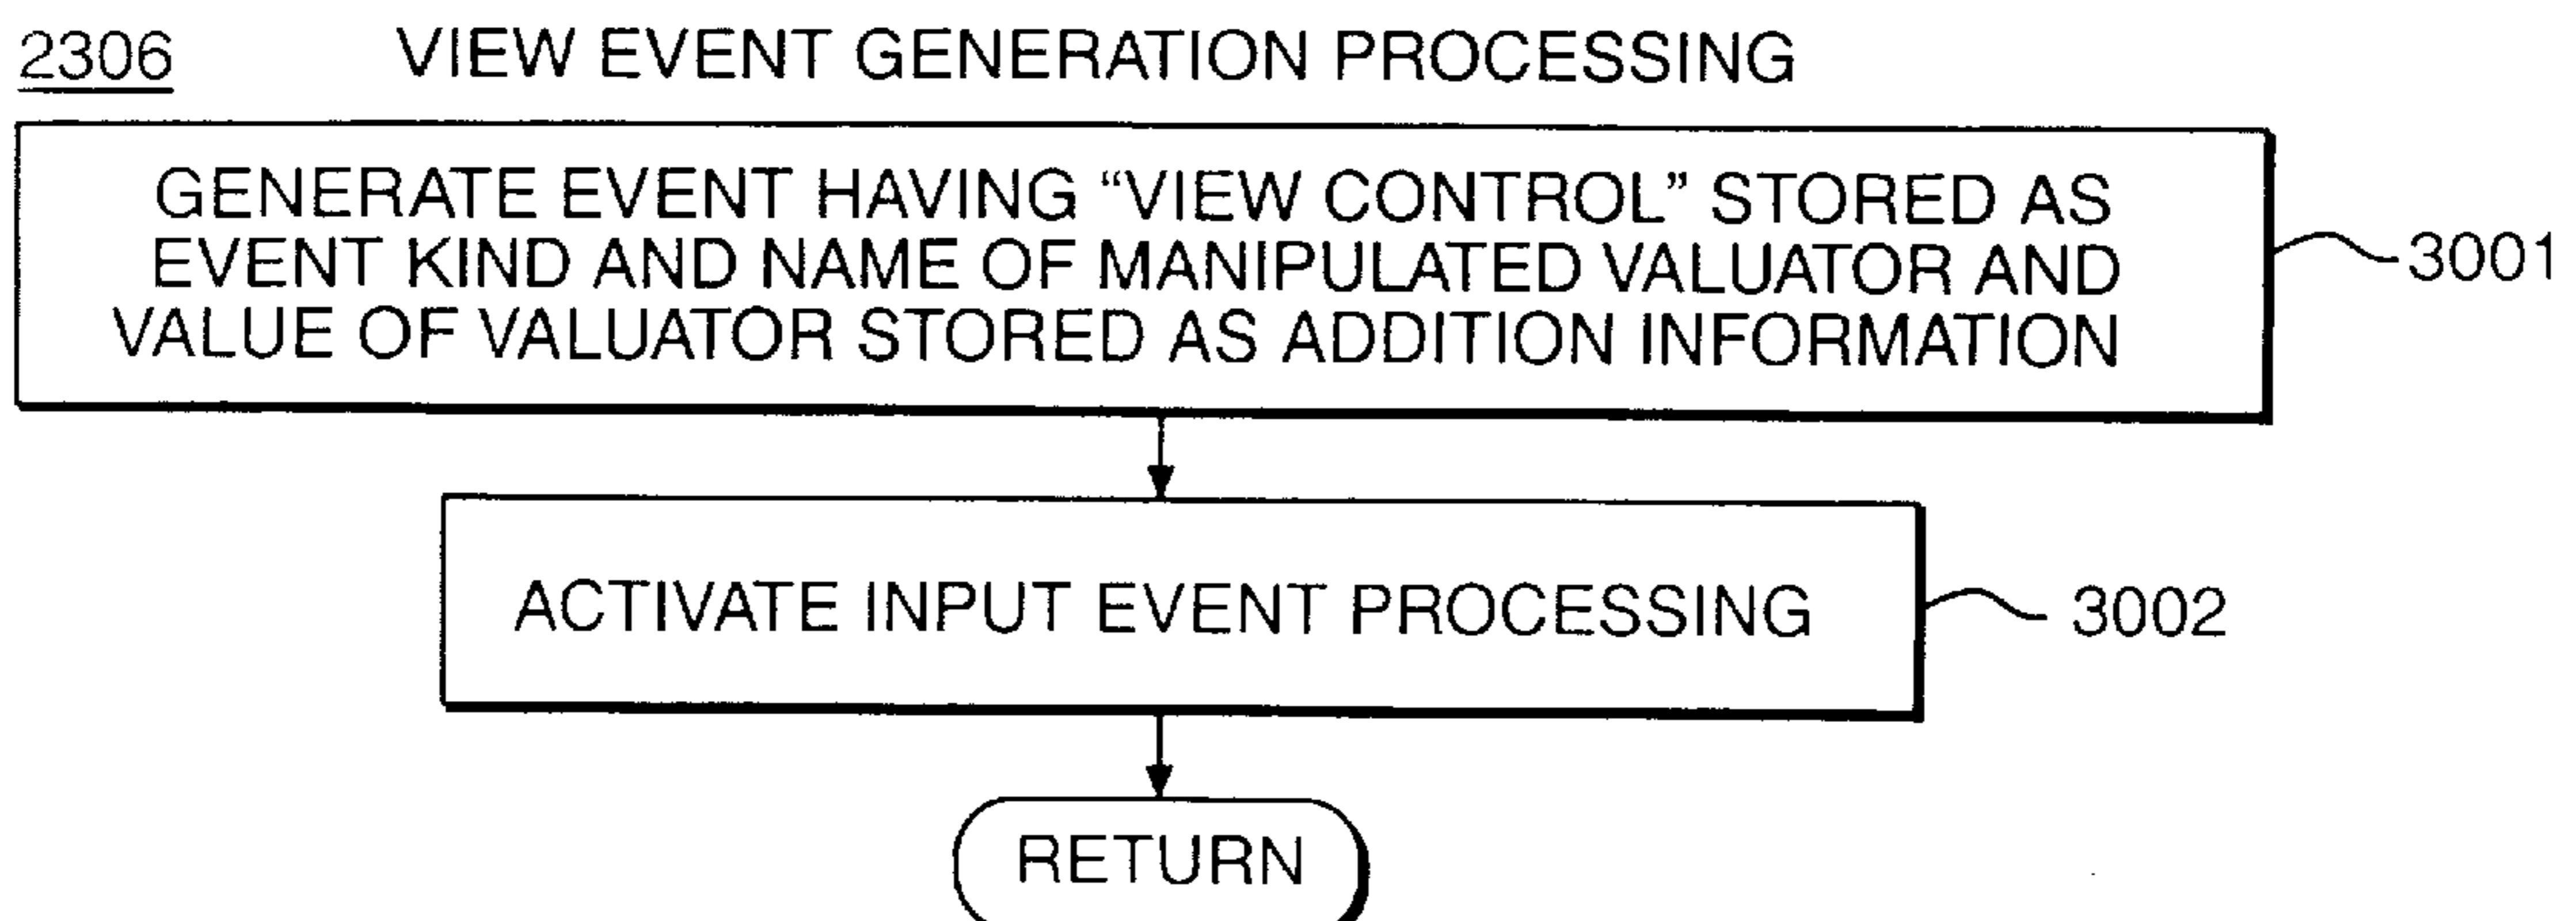 2306 VIEW EVENT GENERATION PROCESSING
GENERATE EVENT HAVING “VIEW CONTROL” STORED AS
EVENT KIND AND NAME OF MANIPULATED VALUATOR AND
VALUE OF VALUATOR STORED AS ADDITION INFORMATION
3001
ACTIVATE INPUT EVENT PROCESSING
3002
RETURN